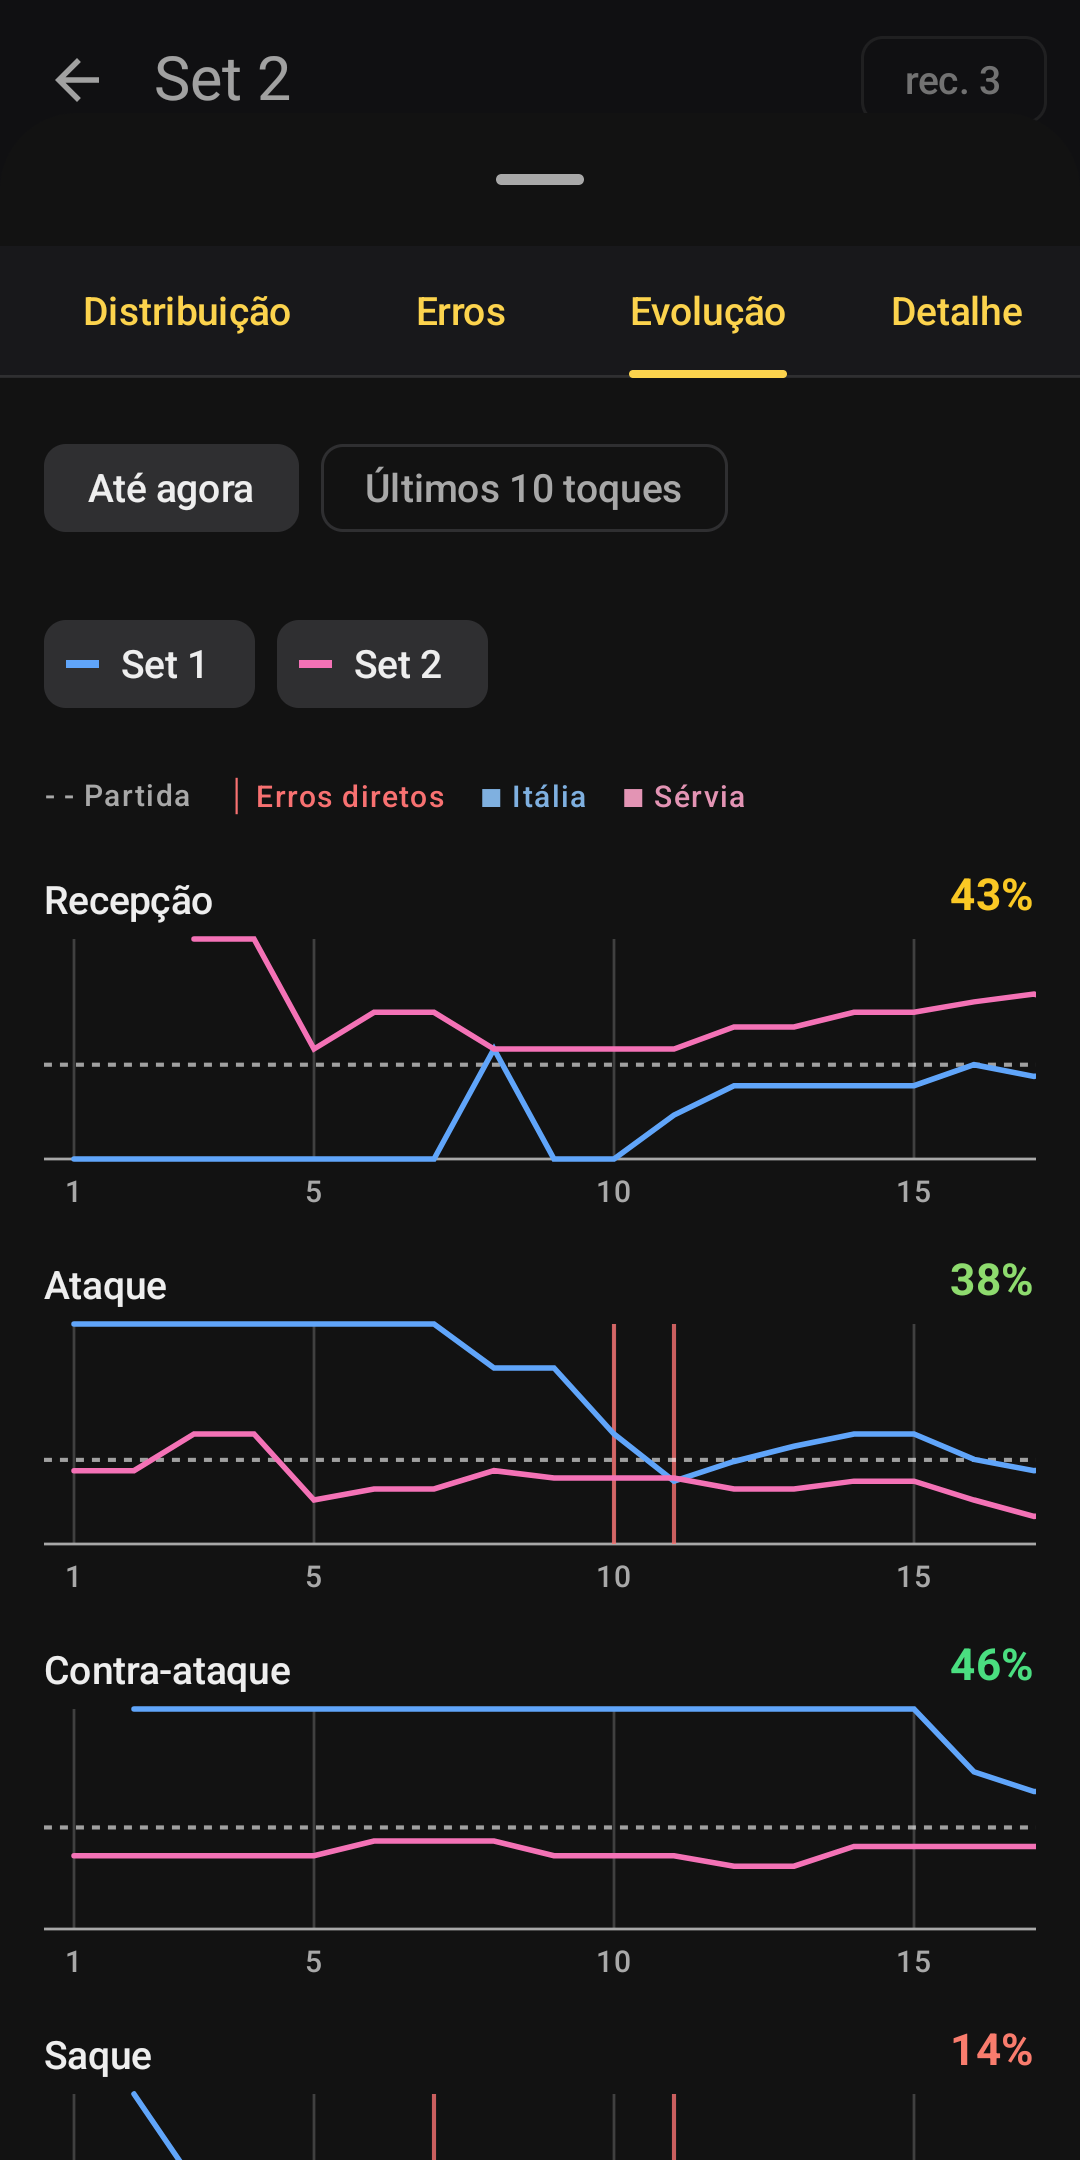 Set 2
rec. 3
Distribuição Erros Evolução Detalhe
Até agora Últimos 10 toques
Set 1 Set 2
-- Partida | Erros diretos Itália Sérvia
Recepção 43%
1 5 10 15
Ataque 38%
1 5 10 15
Contra-ataque 46%
1 5 10 15
Saque 14%